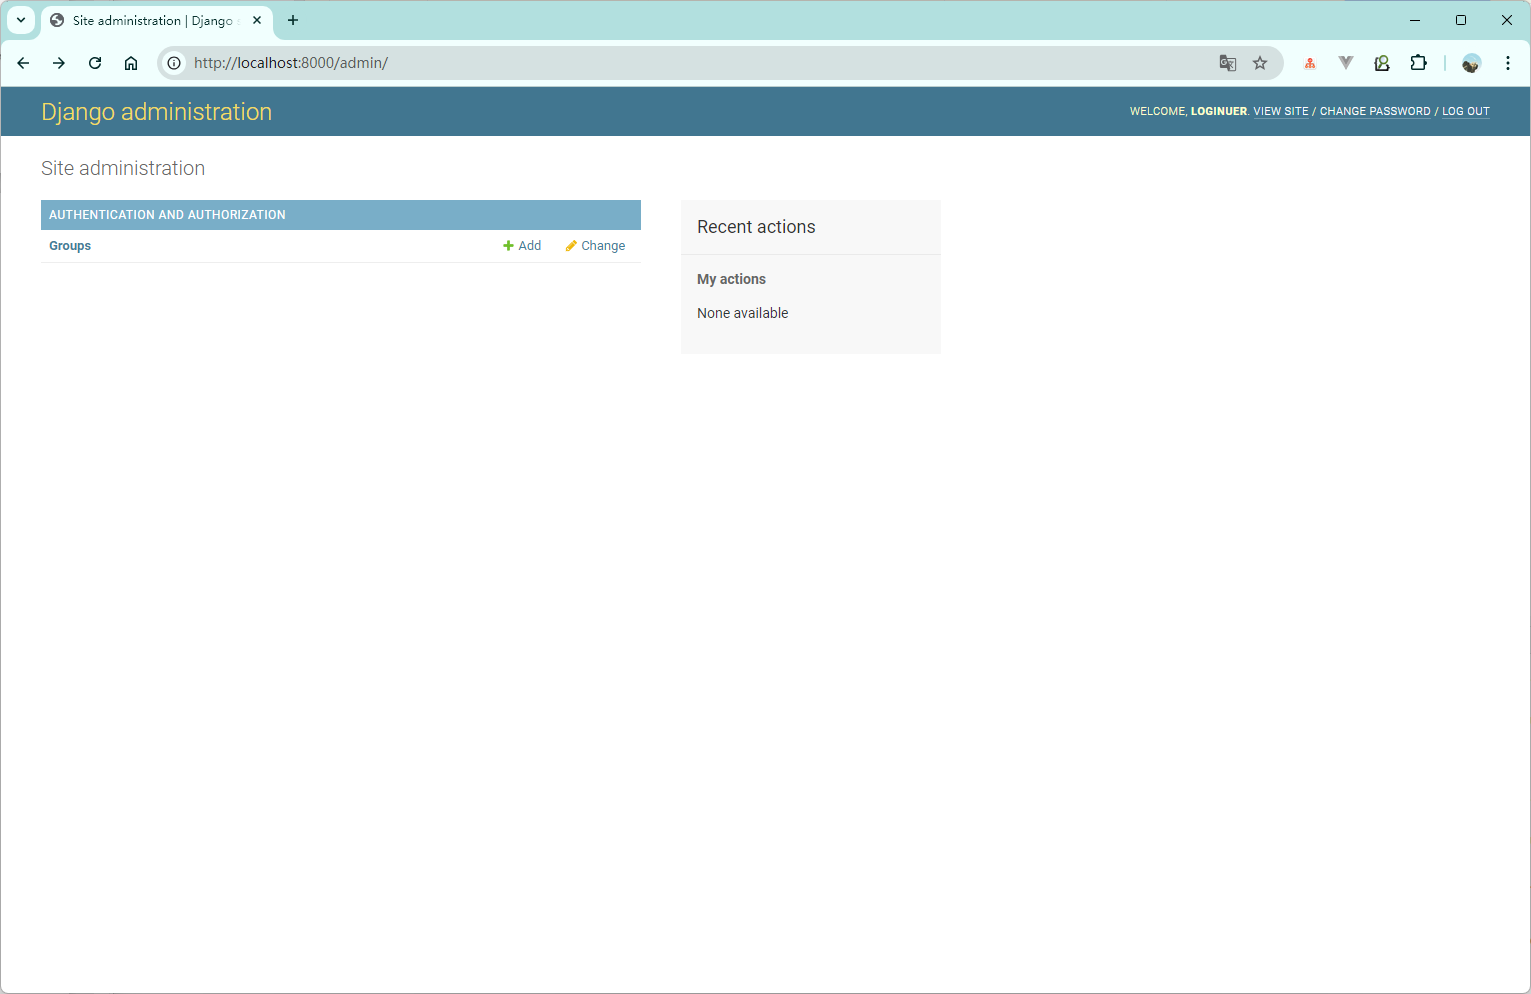 Site administration | Django
http://localhost:8000/admin/
Django administration
WELCOME, LOGINUER. VIEW SITE / CHANGE PASSWORD / LOG OUT
Site administration
AUTHENTICATION AND AUTHORIZATION
Groups Add Change
Recent actions
My actions
None available